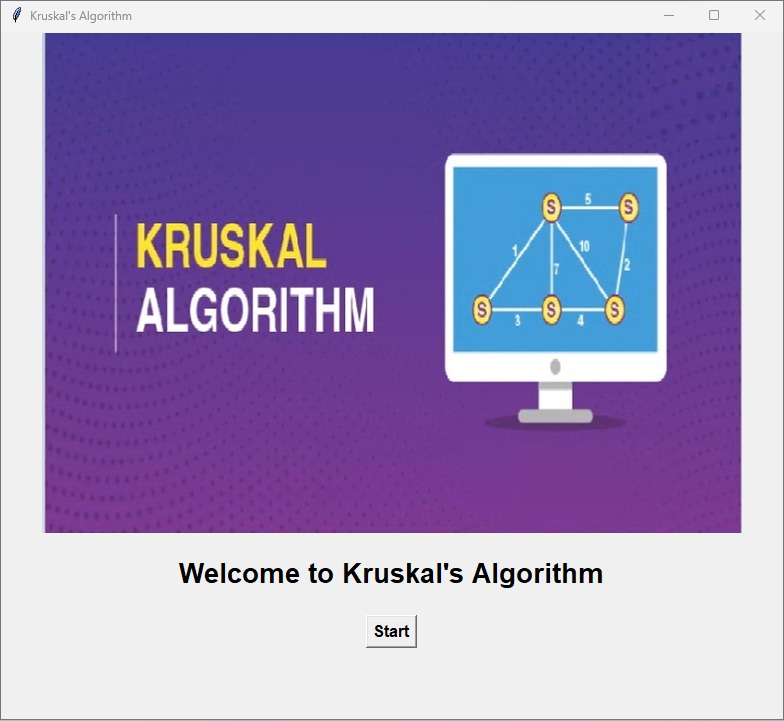 Kruskal's Algorithm
KRUSKAL
ALGORITHM
S 5 S
1 7 10 2
S S S
3 4
Welcome to Kruskal's Algorithm
Start